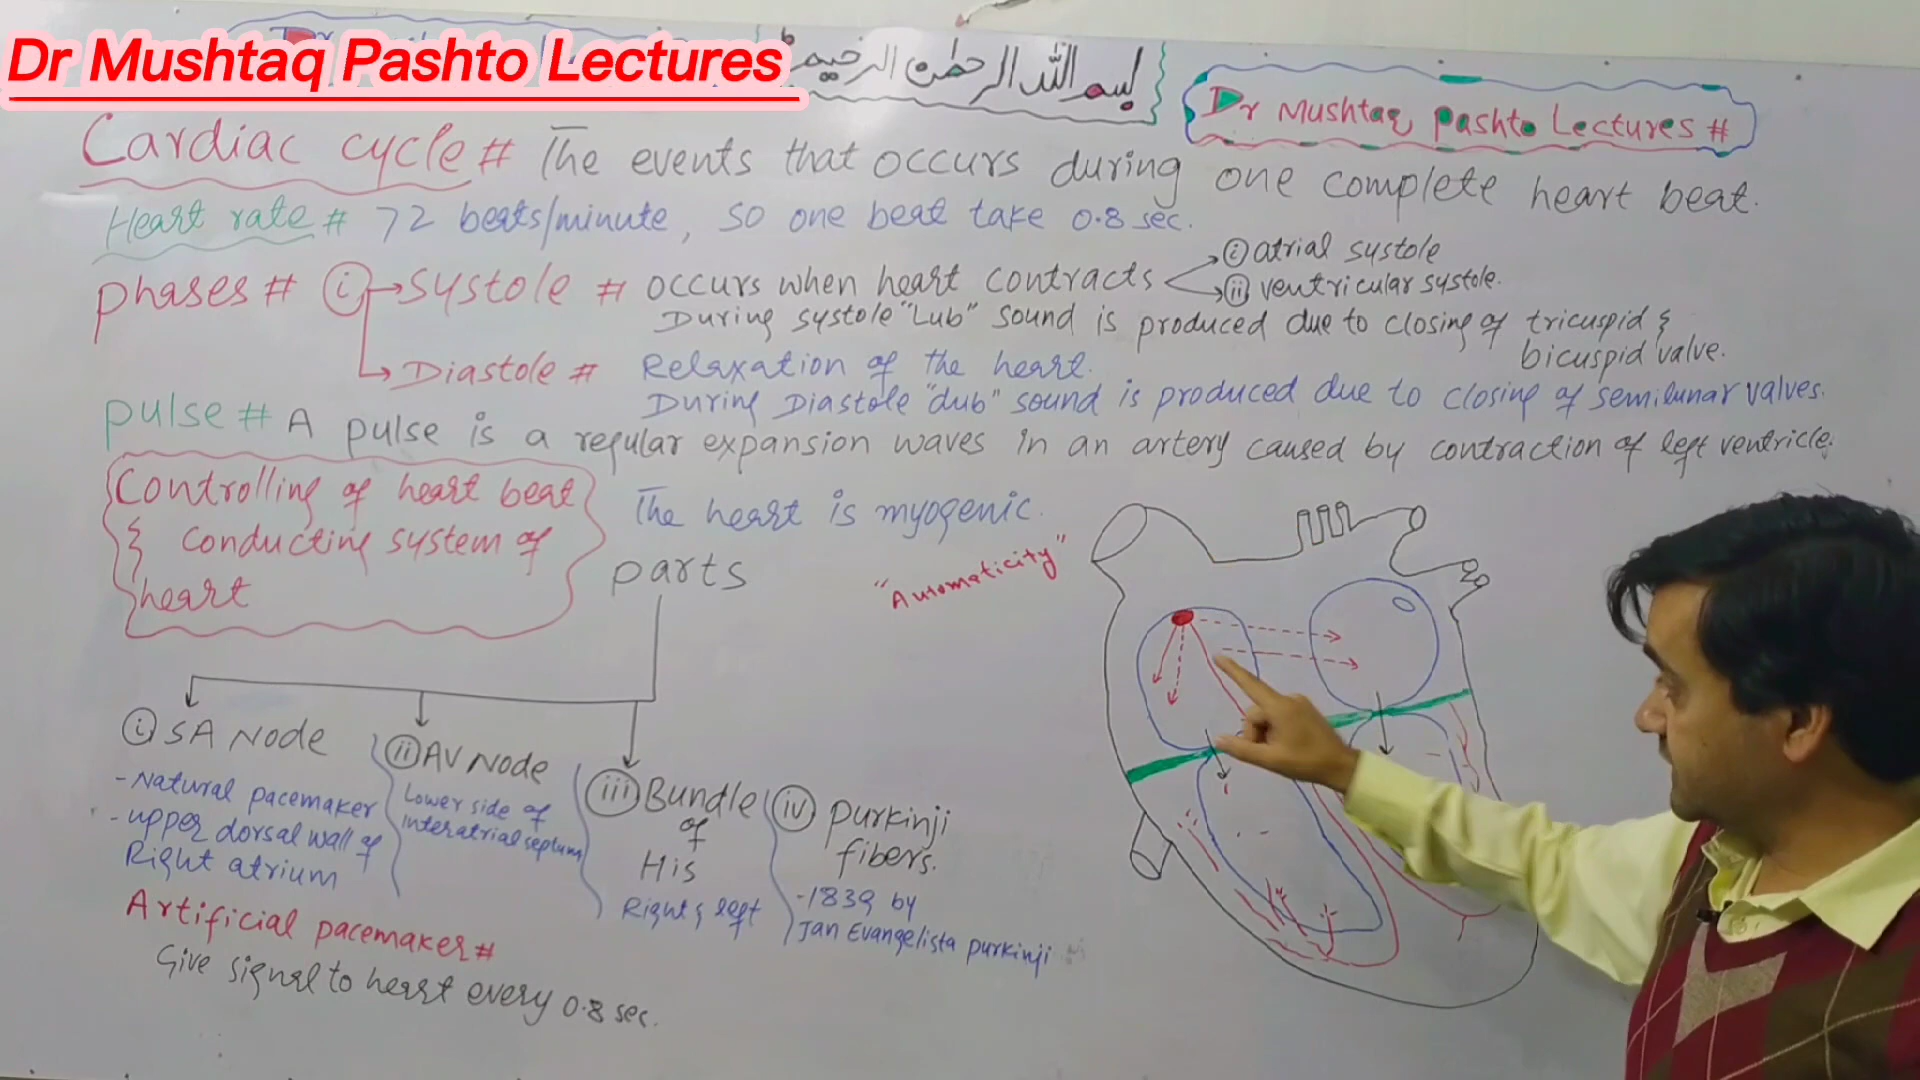 Dr Mushtaq Pashto Lectures
بسم الله الرحمن الرحيم
Dr Mushtaq Pashto Lectures #
Cardiac cycle # The events that occurs during one complete heart beat.
Heart rate # 72 beats/minute, so one beat take 0.8 sec.
Phases # (i) Systole # occurs when heart contracts
(i) atrial systole
(ii) ventricular systole.
During systole "Lub" sound is produced due to closing of tricuspid &
bicuspid valve.
Diastole # Relaxation of the heart.
During Diastole "dub" sound is produced due to closing of semilunar valves.
pulse # A pulse is a regular expansion waves in an artery caused by contraction of left ventricle.
Controlling of heart beat
& conducting system of
heart
The heart is myogenic.
"Automaticity"
parts
(i) SA Node
- Natural pacemaker
- upper dorsal wall of
Right atrium
(ii) AV Node
Lower side of
interatrial septum
(iii) Bundle
of
His
Right & left
(iv) purkinji
fibers.
- 1839 by
Jan Evangelista purkinji
Artificial pacemaker #
Give signal to heart every 0.8 sec.